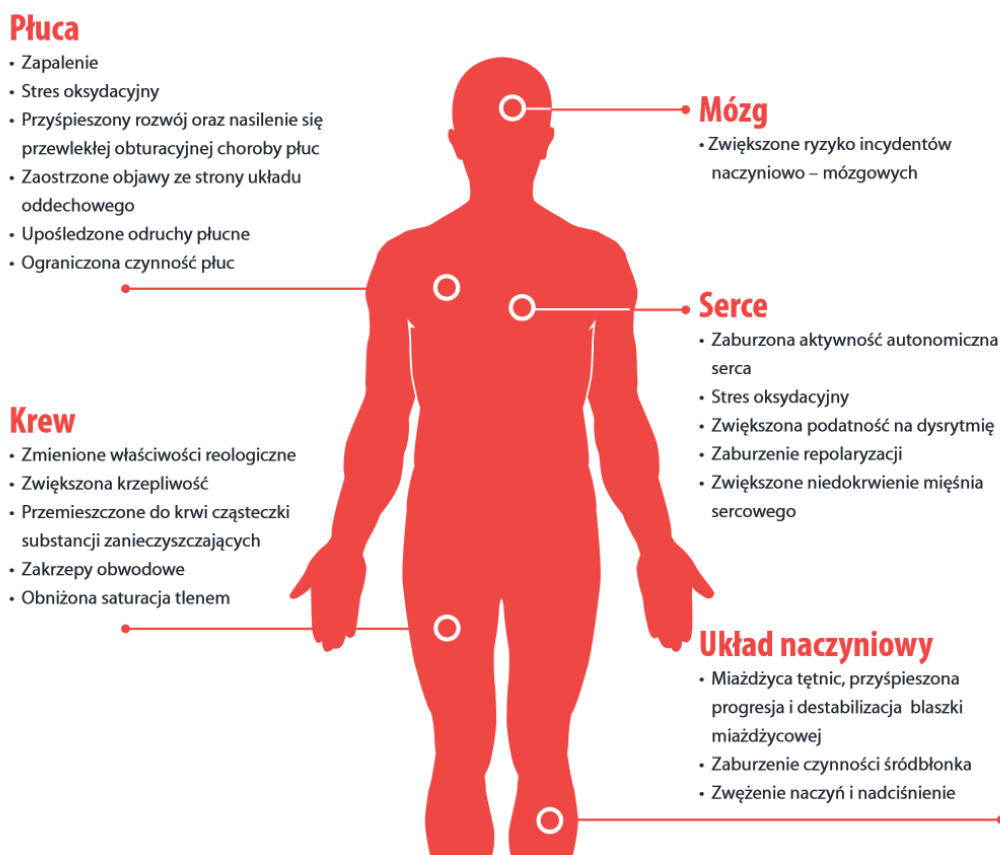 Płuca
• Zapalenie
• Stres oksydacyjny
• Przyśpieszony rozwój oraz nasilenie się
przewlekłej obturacyjnej choroby płuc
• Zaostrzone objawy ze strony układu
oddechowego
• Upośledzone odruchy płucne
• Ograniczona czynność płuc
Mózg
• Zwiększone ryzyko incydentów
naczyniowo – mózgowych
Serce
• Zaburzona aktywność autonomiczna
serca
• Stres oksydacyjny
• Zwiększona podatność na dysrytmię
• Zaburzenie repolaryzacji
• Zwiększone niedokrwienie mięśnia
sercowego
Krew
• Zmienione właściwości reologiczne
• Zwiększona krzepliwość
• Przemieszczone do krwi cząsteczki
substancji zanieczyszczających
• Zakrzepy obwodowe
• Obniżona saturacja tlenem
Układ naczyniowy
• Miażdżyca tętnic, przyśpieszona
progresja i destabilizacja blaszki
miażdżycowej
• Zaburzenie czynności śródbłonka
• Zwężenie naczyń i nadciśnienie